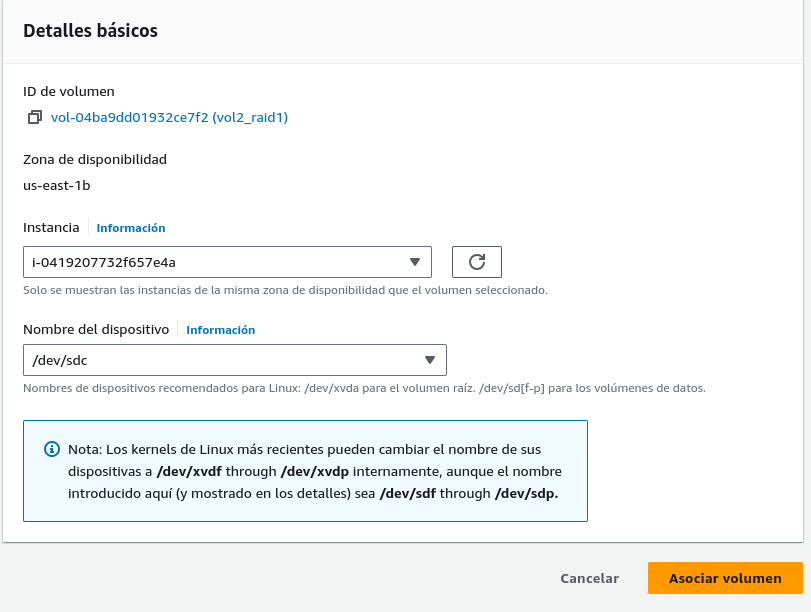 Detalles básicos
ID de volumen
vol-04ba9dd01932ce7f2 (vol2_raid1)
Zona de disponibilidad
us-east-1b
Instancia Información
i-0419207732f657e4a
Solo se muestran las instancias de la misma zona de disponibilidad que el volumen seleccionado.
Nombre del dispositivo Información
/dev/sdc
Nombres de dispositivos recomendados para Linux: /dev/xvda para el volumen raíz. /dev/sd[f-p] para los volúmenes de datos.
Nota: Los kernels de Linux más recientes pueden cambiar el nombre de sus
dispositivas a /dev/xvdf through /dev/xvdp internamente, aunque el nombre
introducido aquí (y mostrado en los detalles) sea /dev/sdf through /dev/sdp.
Cancelar Asociar volumen